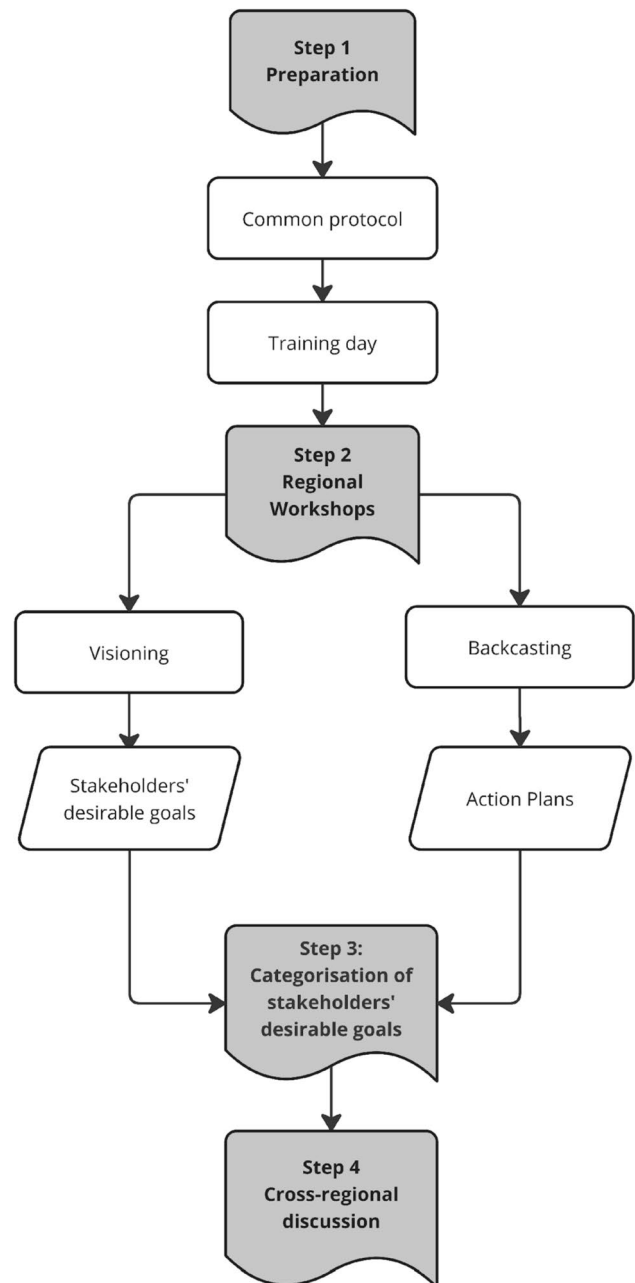 Step 1
Preparation
Common protocol
Training day
Step 2
Regional
Workshops
Visioning
Backcasting
Stakeholders'
desirable goals
Action Plans
Step 3:
Categorisation of
stakeholders'
desirable goals
Step 4
Cross-regional
discussion